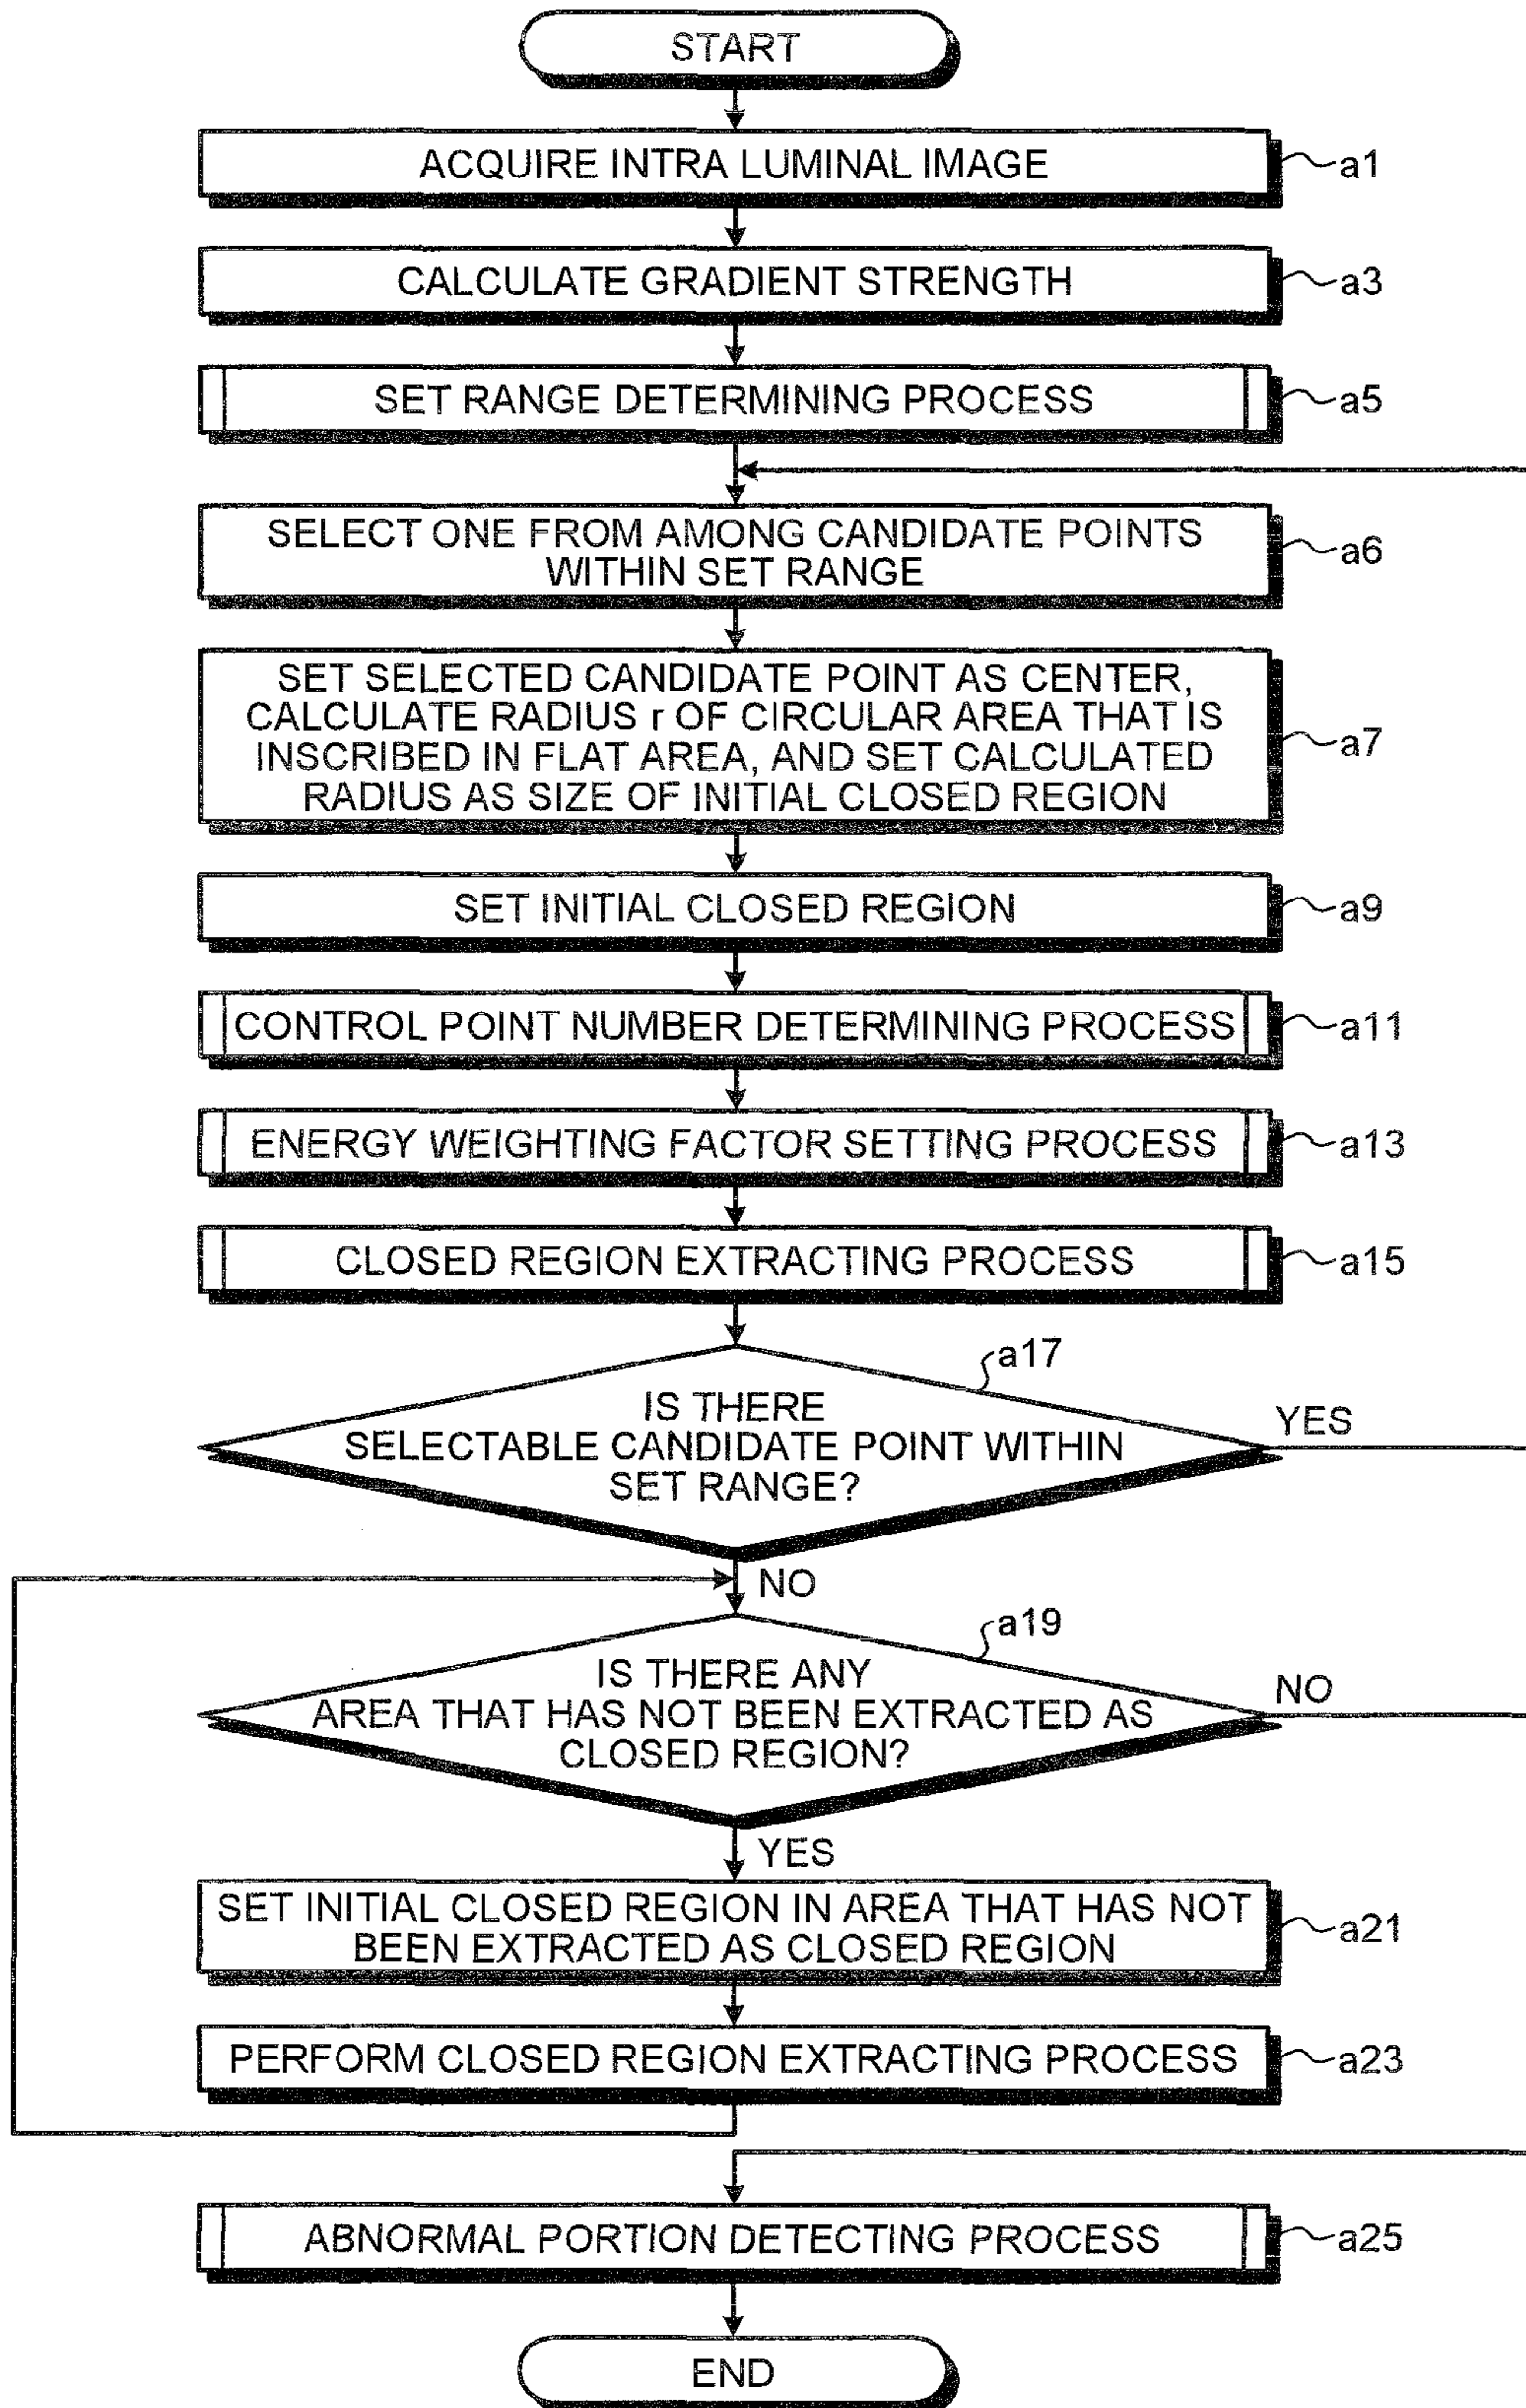 START
ACQUIRE INTRA LUMINAL IMAGE
a1
CALCULATE GRADIENT STRENGTH
a3
SET RANGE DETERMINING PROCESS
a5
SELECT ONE FROM AMONG CANDIDATE POINTS
WITHIN SET RANGE
a6
SET SELECTED CANDIDATE POINT AS CENTER,
CALCULATE RADIUS r OF CIRCULAR AREA THAT IS
INSCRIBED IN FLAT AREA, AND SET CALCULATED
RADIUS AS SIZE OF INITIAL CLOSED REGION
a7
SET INITIAL CLOSED REGION
a9
CONTROL POINT NUMBER DETERMINING PROCESS
a11
ENERGY WEIGHTING FACTOR SETTING PROCESS
a13
CLOSED REGION EXTRACTING PROCESS
a15
a17
IS THERE
SELECTABLE CANDIDATE POINT WITHIN
SET RANGE?
YES
NO
a19
IS THERE ANY
AREA THAT HAS NOT BEEN EXTRACTED AS
CLOSED REGION?
NO
YES
SET INITIAL CLOSED REGION IN AREA THAT HAS NOT
BEEN EXTRACTED AS CLOSED REGION
a21
PERFORM CLOSED REGION EXTRACTING PROCESS
a23
ABNORMAL PORTION DETECTING PROCESS
a25
END